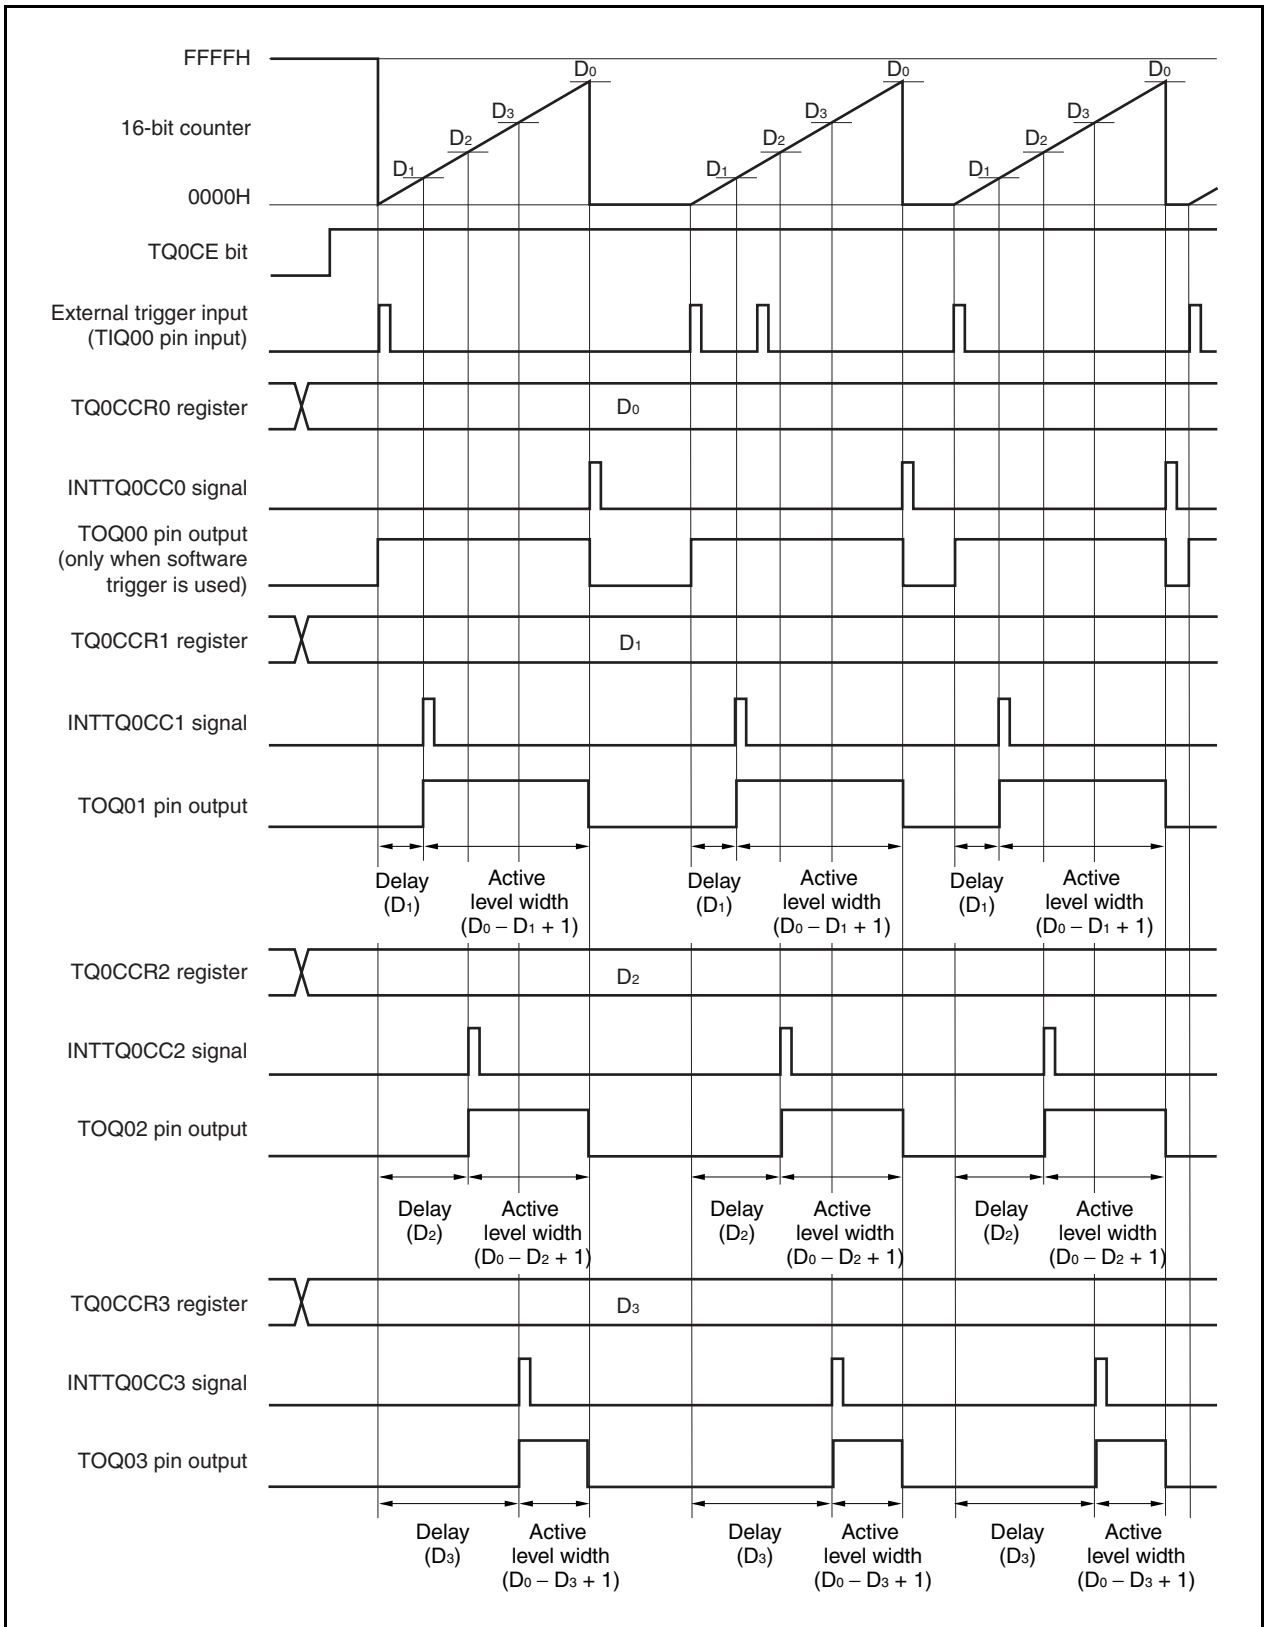 FFFFH
D0 D0 D0
D3 D3 D3
16-bit counter
D2 D2 D2
D1 D1 D1
0000H
TQ0CE bit
External trigger input
(TIQ00 pin input)
TQ0CCR0 register
D0
INTTQ0CC0 signal
TOQ00 pin output
(only when software
trigger is used)
TQ0CCR1 register
D1
INTTQ0CC1 signal
TOQ01 pin output
Delay Active Delay Active Delay Active
(D1) level width (D1) level width (D1) level width
(D0 – D1 + 1) (D0 – D1 + 1) (D0 – D1 + 1)
TQ0CCR2 register
D2
INTTQ0CC2 signal
TOQ02 pin output
Delay Active Delay Active Delay Active
(D2) level width (D2) level width (D2) level width
(D0 – D2 + 1) (D0 – D2 + 1) (D0 – D2 + 1)
TQ0CCR3 register
D3
INTTQ0CC3 signal
TOQ03 pin output
Delay Active Delay Active Delay Active
(D3) level width (D3) level width (D3) level width
(D0 – D3 + 1) (D0 – D3 + 1) (D0 – D3 + 1)